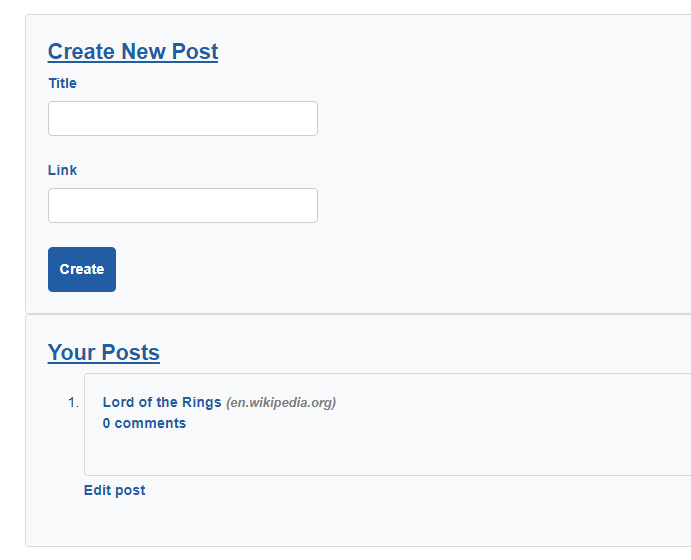 Create New Post
Title
Link
Create
Your Posts
1. Lord of the Rings (en.wikipedia.org)
0 comments
Edit post